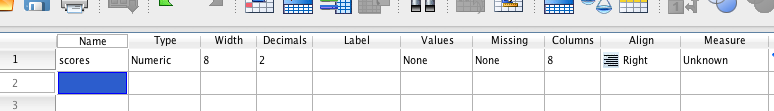 Name Type Width Decimals Label Values Missing Columns Align Measure
1 scores Numeric 8 2 None None 8 Right Unknown
2
3